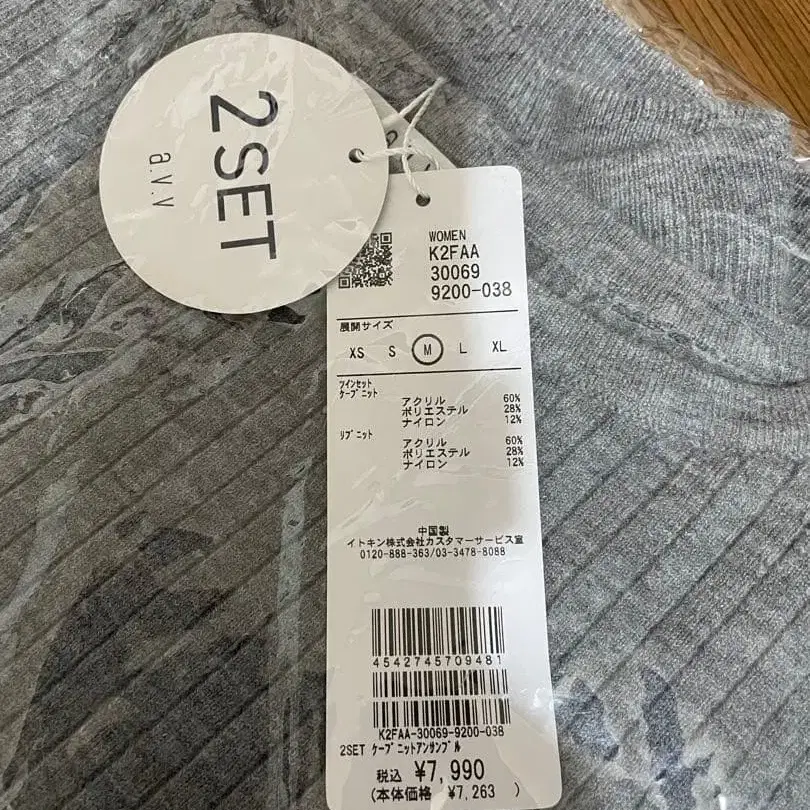 2SET
a.v.v
WOMEN
K2FAA
30069
9200-038
展開サイズ
XS S M L XL
ツインセット
ケープニット
アクリル 60%
ポリエステル 28%
ナイロン 12%
リブニット
アクリル 60%
ポリエステル 28%
ナイロン 12%
中国製
イトキン株式会社カスタマーサービス室
0120-888-363/03-3478-8088
4542745709481
K2FAA-30069-9200-038
2SET ケープニットアンサンブル
税込 ¥7,990
(本体価格 ¥7,263 )